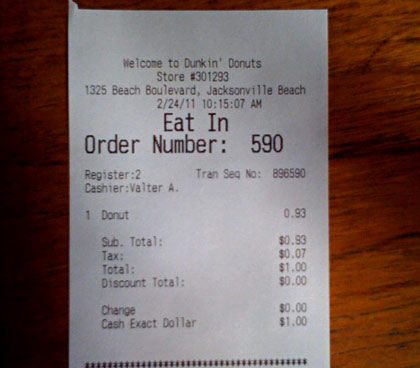 Welcome to Dunkin' Donuts
Store #301293
1325 Beach Boulevard, Jacksonville Beach
2/24/11 10:15:07 AM
Eat In
Order Number: 590
Register:2 Tran Seq No: 896590
Cashier:Valter A.
1 Donut 0.93
Sub. Total: $0.93
Tax: $0.07
Total: $1.00
Discount Total: $0.00
Change $0.00
Cash Exact Dollar $1.00